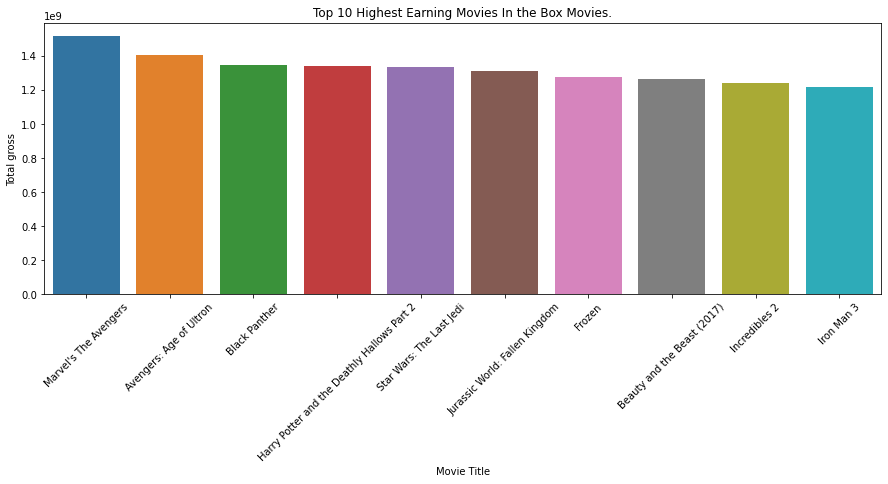 Top 10 Highest Earning Movies In the Box Movies.
1e9
1.4
1.2
1.0
0.8
0.6
0.4
0.2
0.0
Total gross
Marvel's The Avengers
Avengers: Age of Ultron
Black Panther
Harry Potter and the Deathly Hallows Part 2
Star Wars: The Last Jedi
Jurassic World: Fallen Kingdom
Frozen
Beauty and the Beast (2017)
Incredibles 2
Iron Man 3
Movie Title